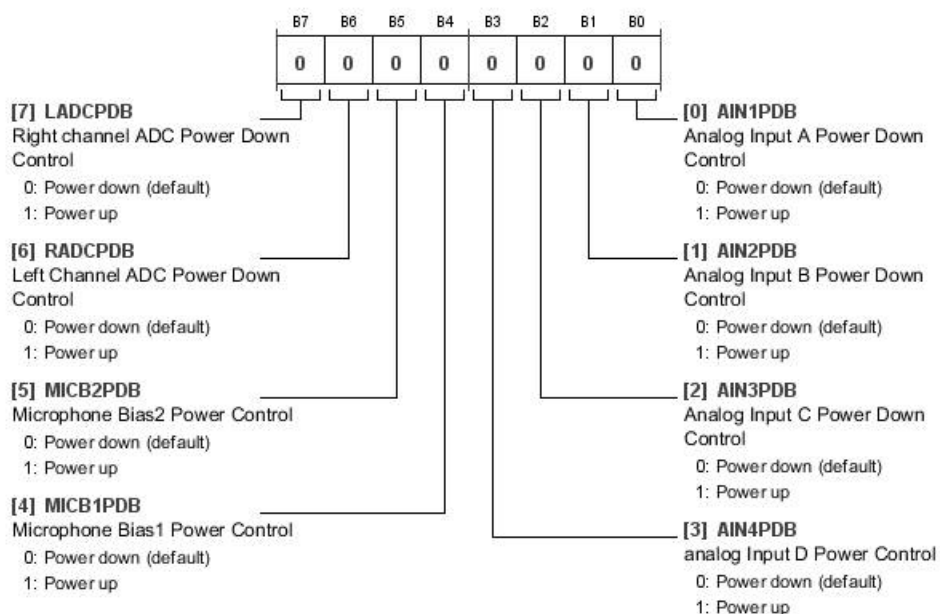 B7 B6 B5 B4 B3 B2 B1 B0
0 0 0 0 0 0 0 0
[7] LADCPDB
Right channel ADC Power Down
Control
0: Power down (default)
1: Power up
[6] RADCPDB
Left Channel ADC Power Down
Control
0: Power down (default)
1: Power up
[5] MICB2PDB
Microphone Bias2 Power Control
0: Power down (default)
1: Power up
[4] MICB1PDB
Microphone Bias1 Power Control
0: Power down (default)
1: Power up
[0] AIN1PDB
Analog Input A Power Down
Control
0: Power down (default)
1: Power up
[1] AIN2PDB
Analog Input B Power Down
Control
0: Power down (default)
1: Power up
[2] AIN3PDB
Analog Input C Power Down
Control
0: Power down (default)
1: Power up
[3] AIN4PDB
analog Input D Power Control
0: Power down (default)
1: Power up